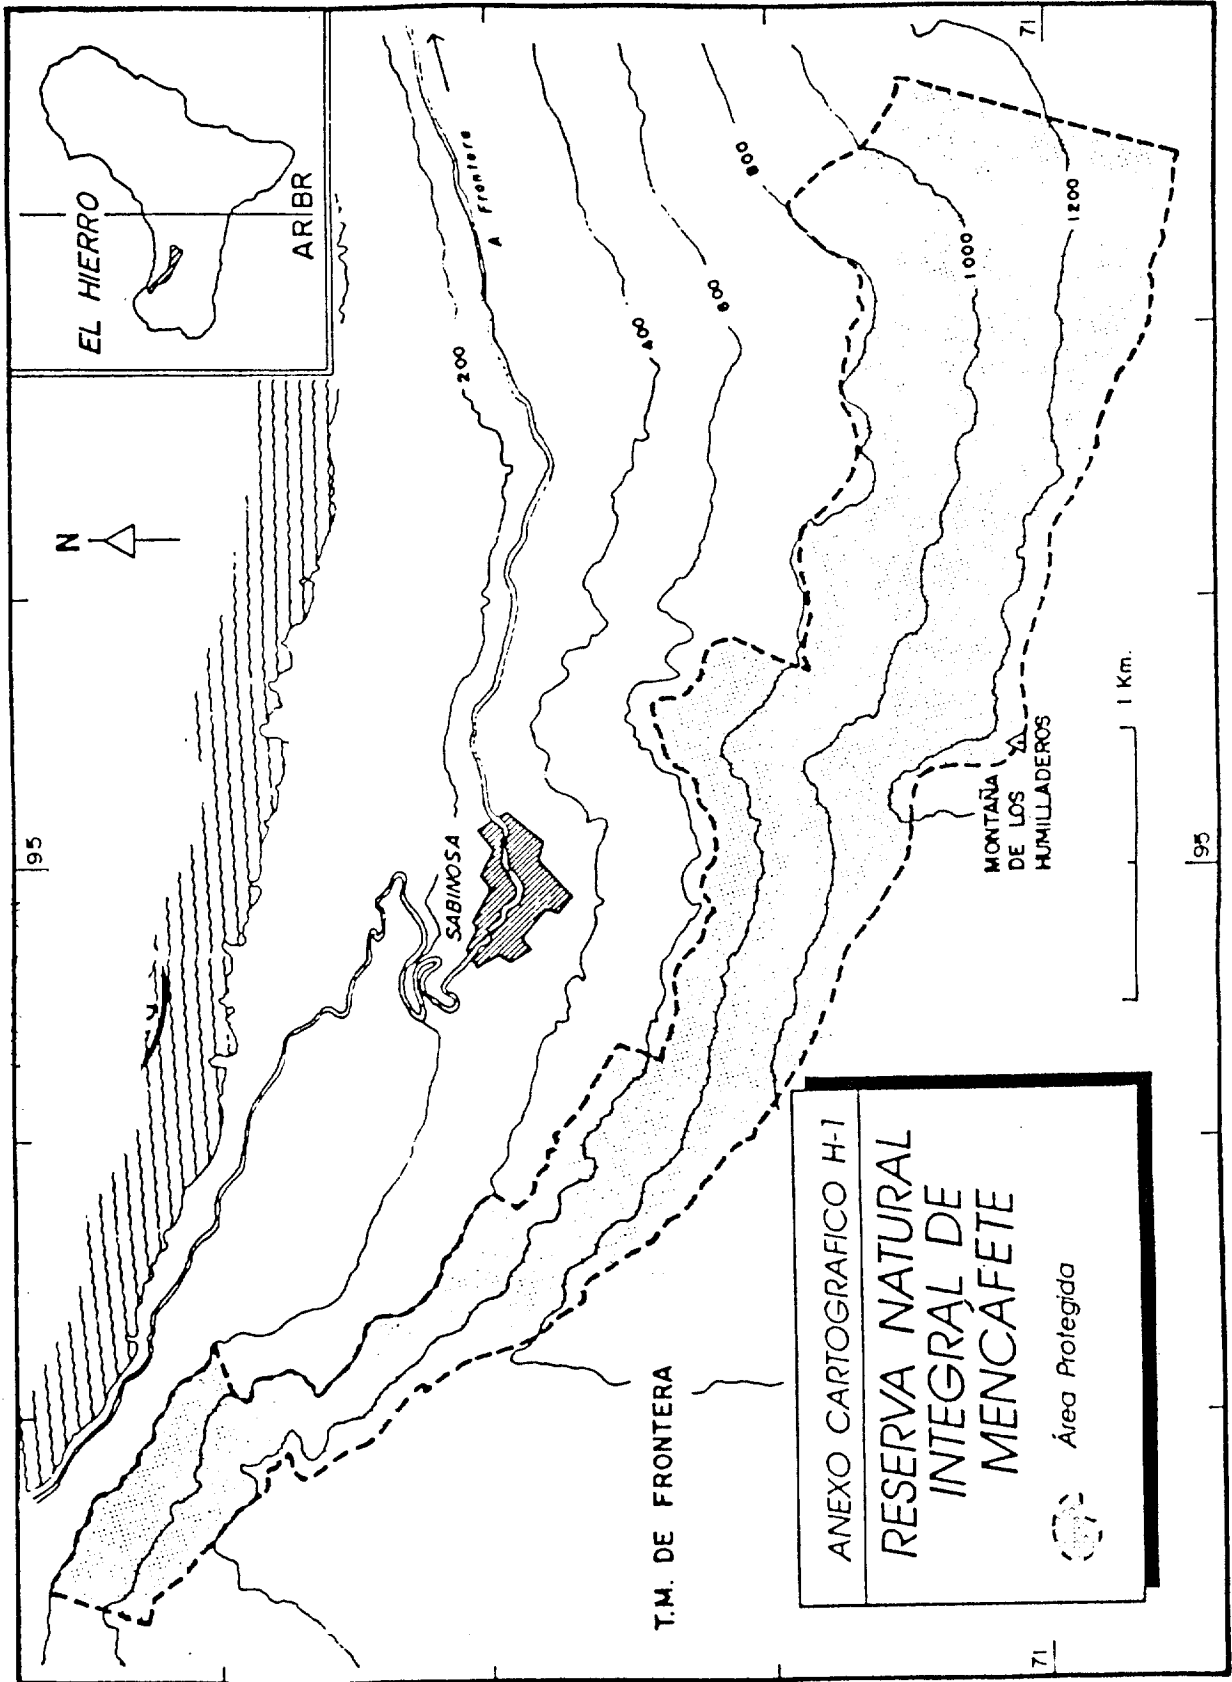 EL HIERRO
AR BR
N
95
71
A Frontera
200
400
600
800
1000
1200
SABINOSA
MONTAÑA
DE LOS
HUMILLADEROS
1 Km.
T.M. DE FRONTERA
ANEXO CARTOGRAFICO H-1
RESERVA NATURAL
INTEGRAL DE
MENCÁFETE
Área Protegida
71
95